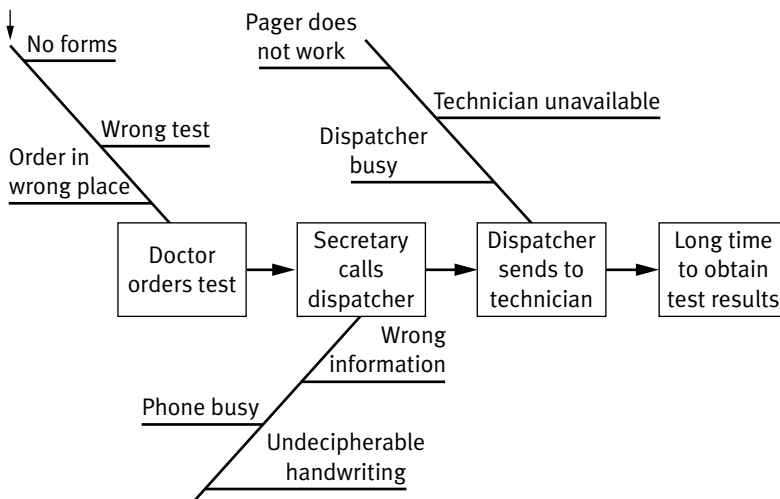 No forms
Wrong test
Order in
wrong place
Pager does
not work
Technician unavailable
Dispatcher
busy
Doctor
orders test
Secretary
calls
dispatcher
Dispatcher
sends to
technician
Long time
to obtain
test results
Wrong
information
Phone busy
Undecipherable
handwriting